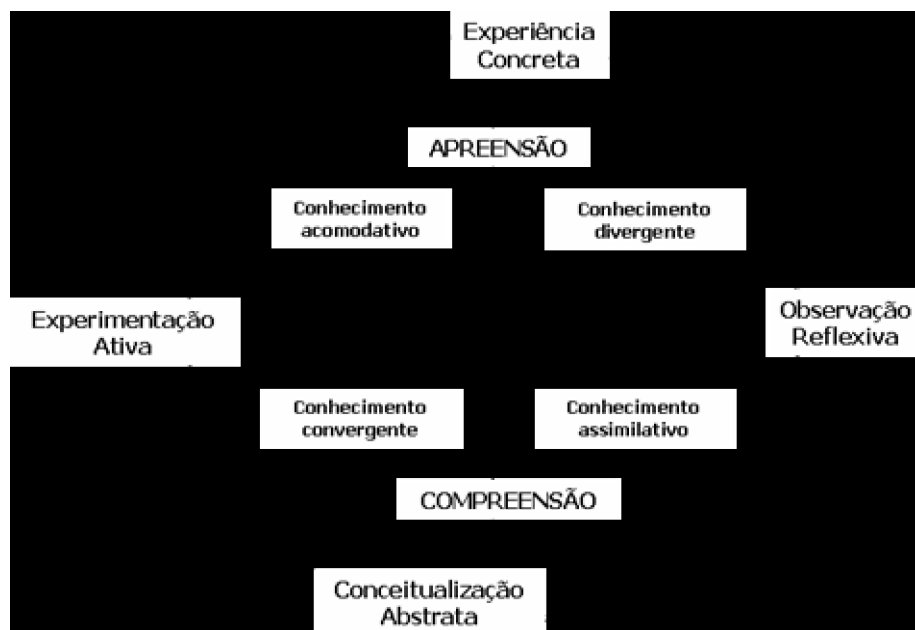 Experiência
Concreta
APREENSÃO
Conhecimento
acomodativo
Conhecimento
divergente
Experimentação
Ativa
Observação
Reflexiva
Conhecimento
convergente
Conhecimento
assimilativo
COMPREENSÃO
Conceitualização
Abstrata